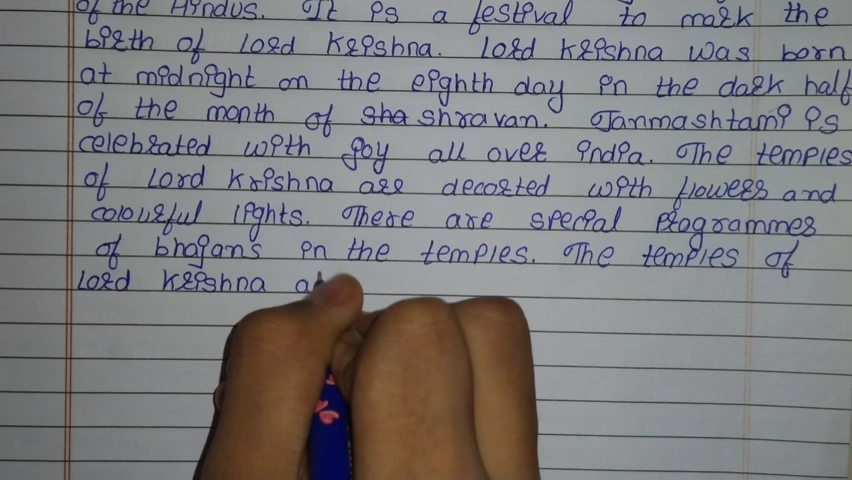 of the Hindus. It is a festival to mark the
birth of Lord Krishna. Lord Krishna was born
at midnight on the eighth day in the dark half
of the month of sha shravan. Janmashtami is
celebrated with joy all over india. The temples
of Lord Krishna are decorted with flowers and
colourful lights. There are special programmes
of bhajans in the temples. The temples of
Lord Krishna